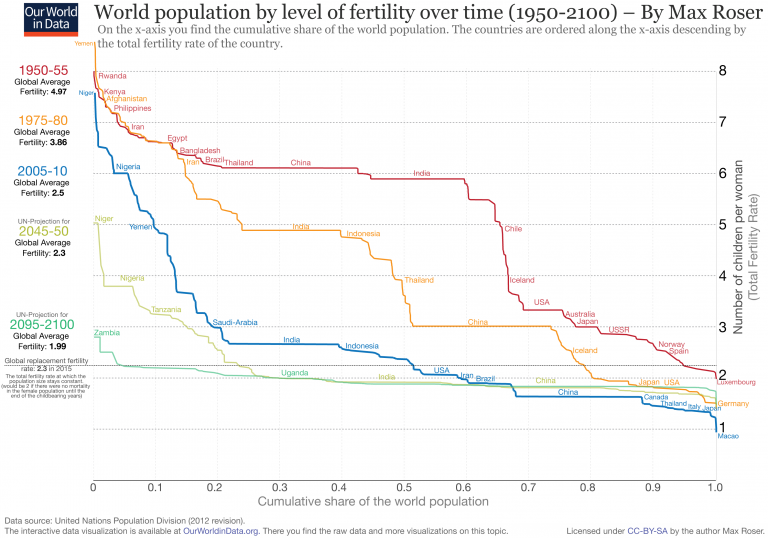 Our World
in Data
World population by level of fertility over time (1950-2100) – By Max Roser
On the x-axis you find the cumulative share of the world population. The countries are ordered along the x-axis descending by
the total fertility rate of the country.
1950-55
Global Average
Fertility: 4.97
1975-80
Global Average
Fertility: 3.86
2005-10
Global Average
Fertility: 2.5
UN-Projection for
2045-50
Global Average
Fertility: 2.3
UN-Projection for
2095-2100
Global Average
Fertility: 1.99
Global replacement fertility
rate: 2.3 in 2015
The total fertility rate at which the
population size stays constant.
(would be 2 if there were no mortality
in the female population until the
end of the childbearing years)
Yemen
Rwanda
Kenya
Afghanistan
Philippines
Iran
Egypt
Bangladesh
Brazil
Thailand
China
India
Chile
Iceland
USA
Australia
Japan
USSR
Norway
Spain
Luxembourg
Iran
India
Indonesia
Thailand
China
Iceland
Japan
USA
Germany
Niger
Nigeria
Yemen
Saudi-Arabia
India
Indonesia
USA
Iran
Brazil
China
Canada
Thailand
Italy
Japan
Macao
Niger
Nigeria
Tanzania
India
China
Zambia
Uganda
8
7
6
5
4
3
2
1
Number of children per woman
(Total Fertility Rate)
0
0.1
0.2
0.3
0.4
0.5
0.6
0.7
0.8
0.9
1.0
Cumulative share of the world population
Data source: United Nations Population Division (2012 revision).
The interactive data visualization is available at OurWorldinData.org. There you find the raw data and more visualizations on this topic.
Licensed under CC-BY-SA by the author Max Roser.